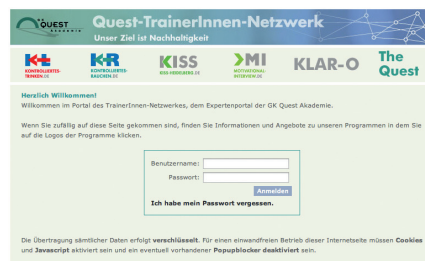 QUEST
AKADEMIE
Quest-TrainerInnen-Netzwerk
Unser Ziel ist Nachhaltigkeit
K+t
KONTROLLIERTES-
TRINKEN.DE
K+R
KONTROLLIERTES-
RAUCHEN.DE
KISS
KISS-HEIDELBERG.DE
MI
MOTIVATIONAL-
INTERVIEW.DE
KLAR-O
The
Quest
Herzlich Willkommen!
Willkommen im Portal des TrainerInnen-Netzwerkes, dem Expertenportal der GK Quest Akademie.
Wenn Sie zufällig auf diese Seite gekommen sind, finden Sie Informationen und Angebote zu unseren Programmen in dem Sie
auf die Logos der Programme klicken.
Benutzername:
Passwort:
Anmelden
Ich habe mein Passwort vergessen.
Die Übertragung sämtlicher Daten erfolgt verschlüsselt. Für einen einwandfreien Betrieb dieser Internetseite müssen Cookies
und Javascript aktiviert sein und ein eventuell vorhandener Popupblocker deaktiviert sein.